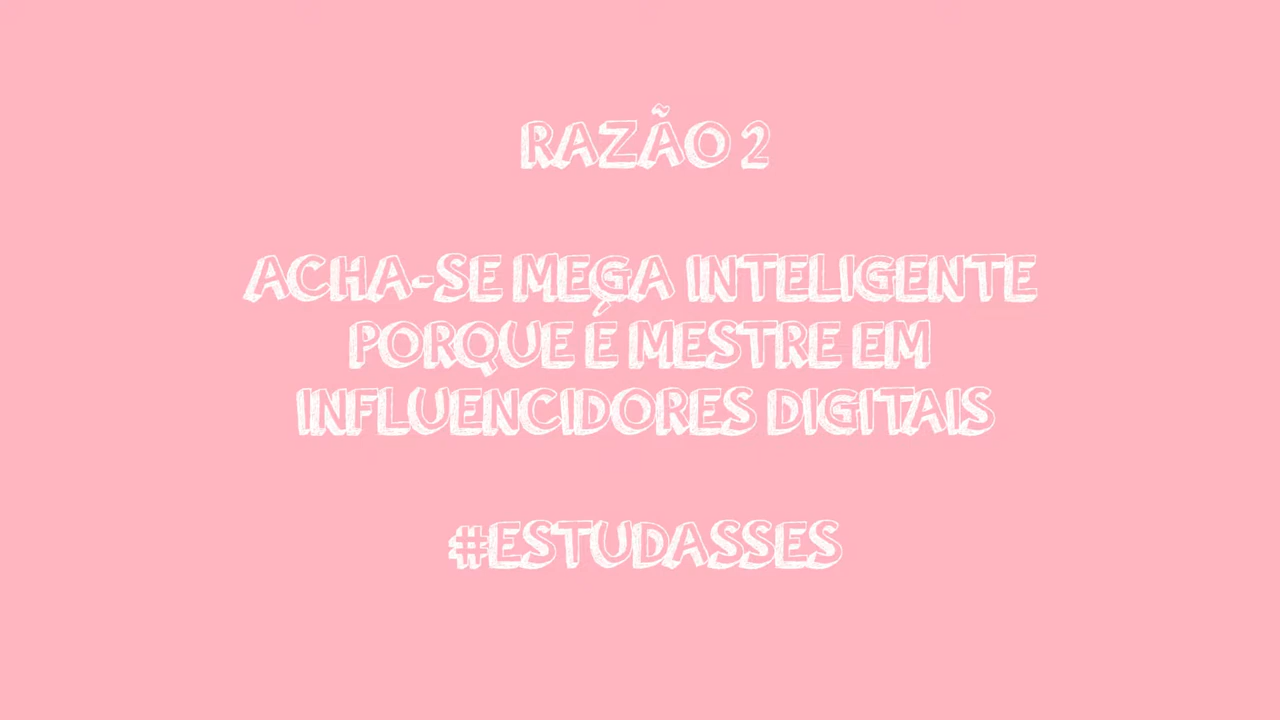 RAZÃO 2
ACHA-SE MEGA INTELIGENTE
PORQUE É MESTRE EM
INFLUENCIDORES DIGITAIS
#ESTUDASSES